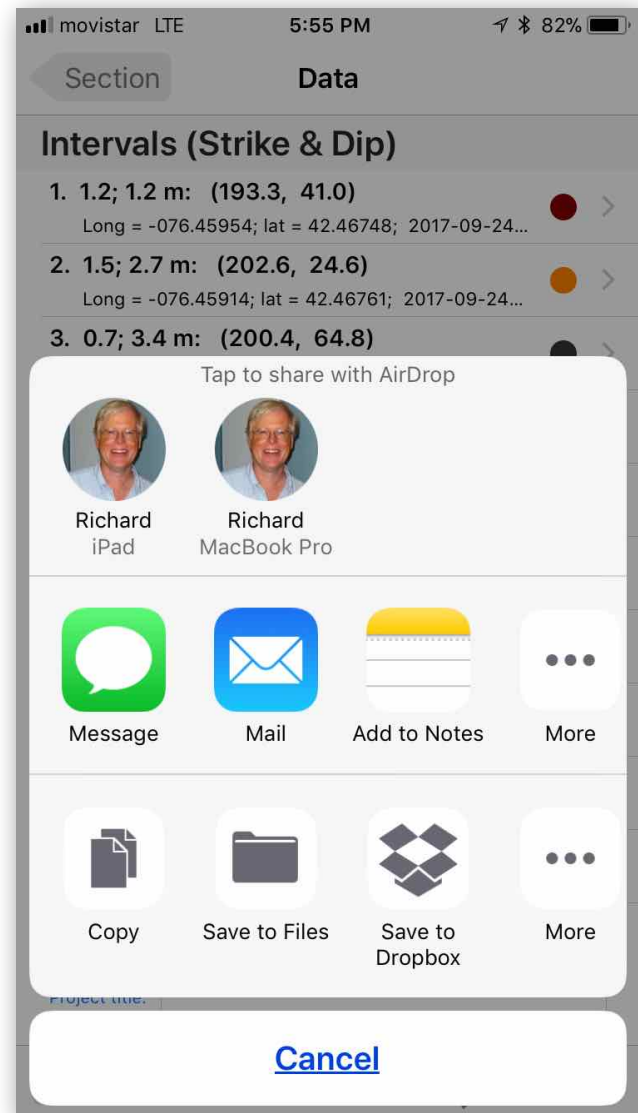 movistar LTE 5:55 PM 82%
Section Data
Intervals (Strike & Dip)
1. 1.2; 1.2 m: (193.3, 41.0)
Long = -076.45954; lat = 42.46748; 2017-09-24...
2. 1.5; 2.7 m: (202.6, 24.6)
Long = -076.45914; lat = 42.46761; 2017-09-24...
3. 0.7; 3.4 m: (200.4, 64.8)
Tap to share with AirDrop
Richard Richard
iPad MacBook Pro
Message Mail Add to Notes More
Copy Save to Files Save to Dropbox More
Project title:
Cancel